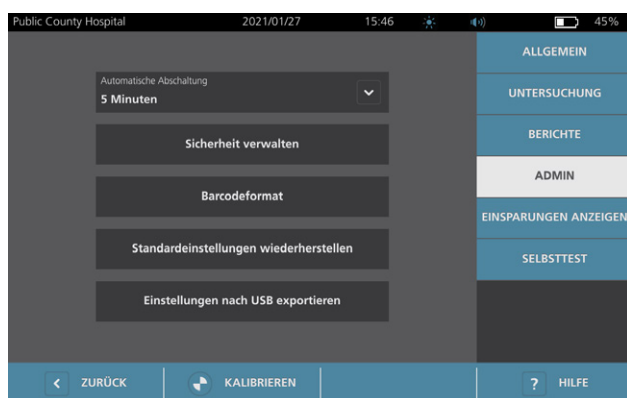 Public County Hospital 2021/01/27 15:46 45%
ALLGEMEIN
Automatische Abschaltung
5 Minuten
UNTERSUCHUNG
Sicherheit verwalten
BERICHTE
Barcodeformat
ADMIN
Standardeinstellungen wiederherstellen
EINSPARUNGEN ANZEIGEN
Einstellungen nach USB exportieren
SELBSTTEST
ZURÜCK KALIBRIEREN ? HILFE